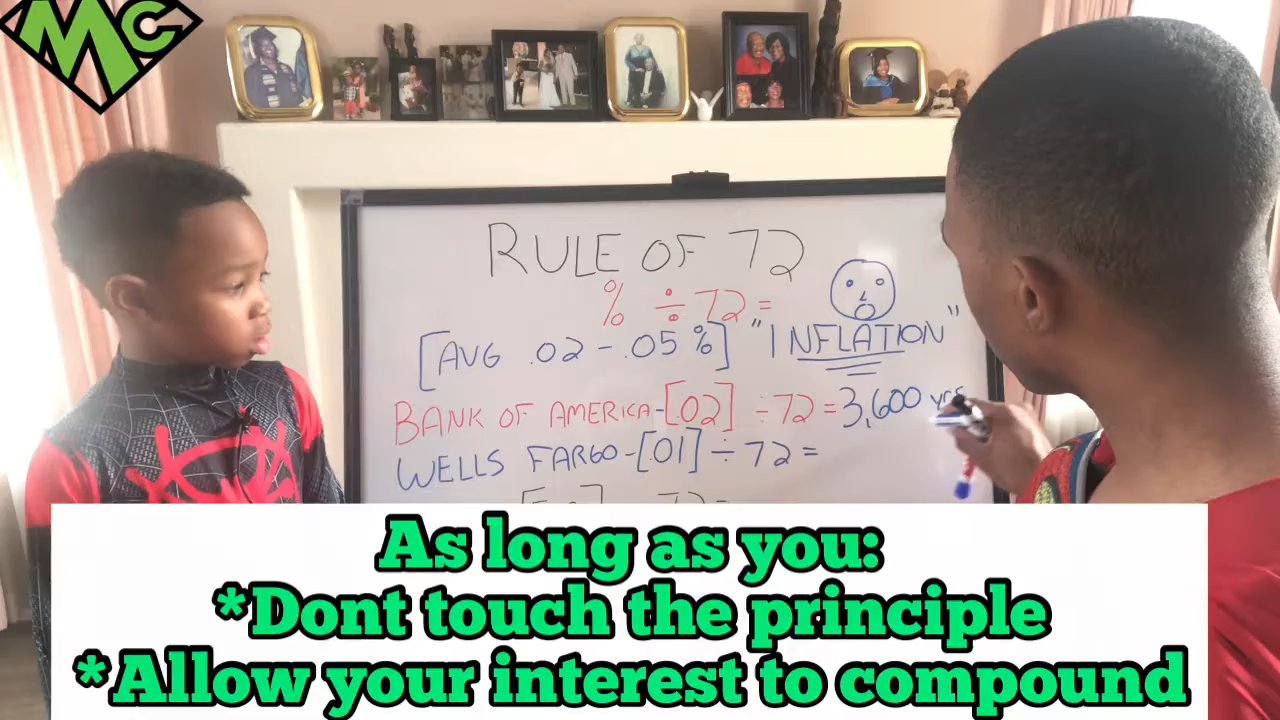 MC
RULE OF 72
% ÷ 72 =
[AVG .02 - .05 %] "INFLATION"
BANK OF AMERICA-[.02] ÷ 72 = 3,600 yrs
WELLS FARGO-[.01] ÷ 72 =
72 =
As long as you:
*Dont touch the principle
*Allow your interest to compound